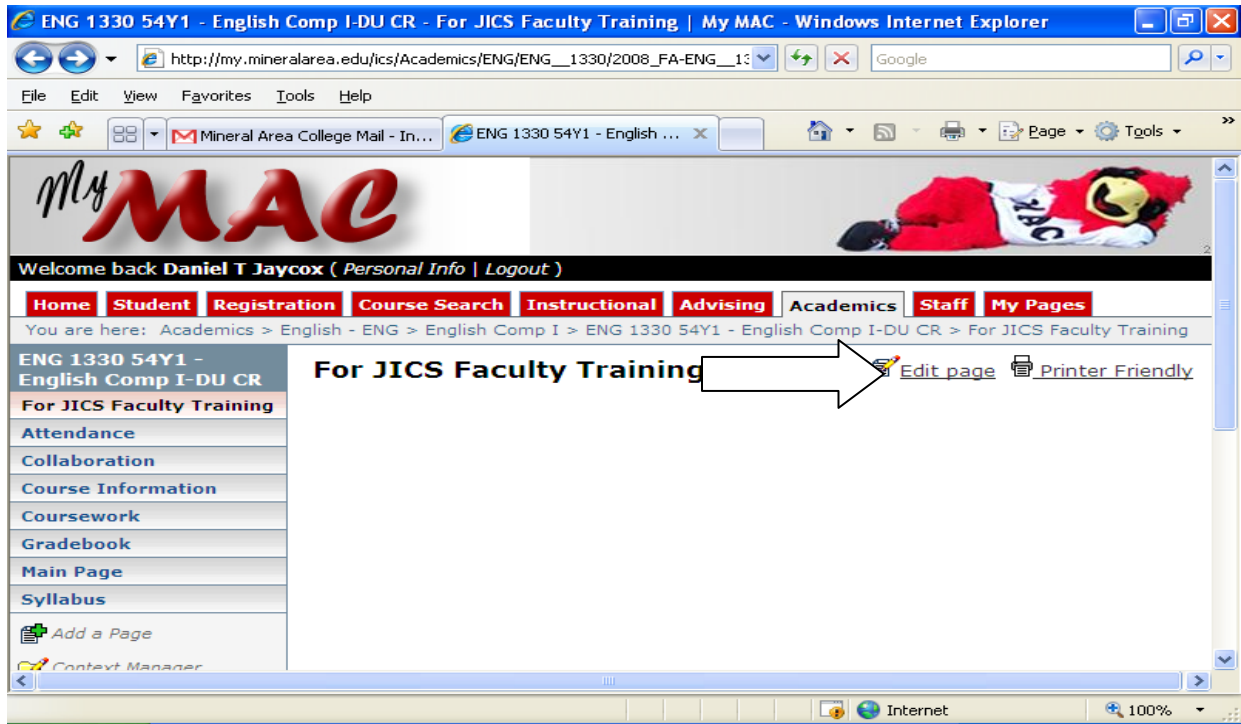 ENG 1330 54Y1 - English Comp I-DU CR - For JICS Faculty Training | My MAC - Windows Internet Explorer
http://my.mineralarea.edu/ics/Academics/ENG/ENG__1330/2008_FA-ENG__13
Google
File Edit View Favorites Tools Help
Mineral Area College Mail - In... ENG 1330 54Y1 - English ... Page Tools »
My MAC
MAC
2
Welcome back Daniel T Jaycox ( Personal Info | Logout )
Home Student Registration Course Search Instructional Advising Academics Staff My Pages
You are here: Academics > English - ENG > English Comp I > ENG 1330 54Y1 - English Comp I-DU CR > For JICS Faculty Training
ENG 1330 54Y1 -
English Comp I-DU CR
For JICS Faculty Training
Attendance
Collaboration
Course Information
Coursework
Gradebook
Main Page
Syllabus
Add a Page
Context Manager
For JICS Faculty Training
Edit page Printer Friendly
Internet 100%